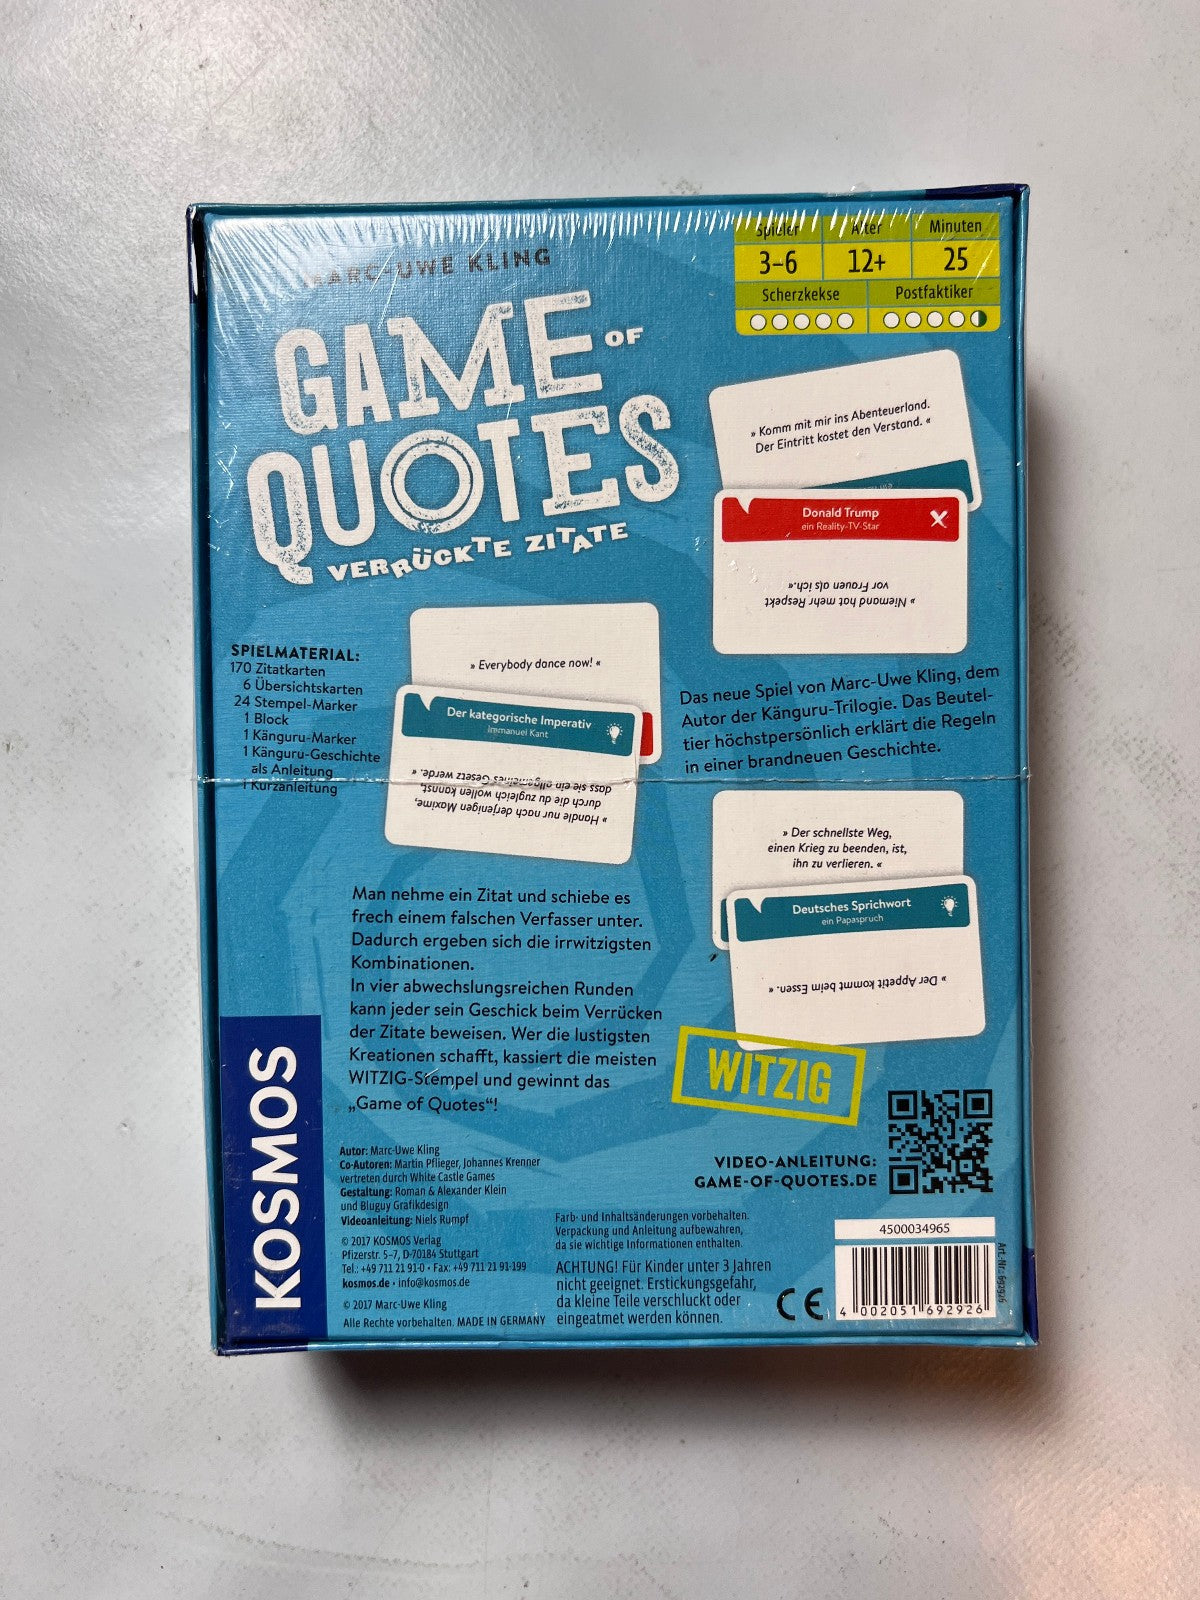 MARC-UWE KLING
GAME OF
QUOTES
VERRÜCKTE ZITATE
Spieler Alter Minuten
3–6 12+ 25
Scherzkekse Postfaktiker
» Komm mit mir ins Abenteuerland.
Der Eintritt kostet den Verstand. «
Donald Trump
ein Reality-TV-Star
» Niemand hat mehr Respekt
vor Frauen als ich.«
SPIELMATERIAL:
170 Zitatkarten
6 Übersichtskarten
24 Stempel-Marker
1 Block
1 Känguru-Marker
1 Känguru-Geschichte
als Anleitung
1 Kurzanleitung
» Everybody dance now! «
Der kategorische Imperativ
Immanuel Kant
» Handle nur nach derjenigen Maxime,
durch die du zugleich wollen kannst,
dass sie ein allgemeines Gesetz werde. «
Das neue Spiel von Marc-Uwe Kling, dem
Autor der Känguru-Trilogie. Das Beutel-
tier höchstpersönlich erklärt die Regeln
in einer brandneuen Geschichte.
» Der schnellste Weg,
einen Krieg zu beenden, ist,
ihn zu verlieren. «
Deutsches Sprichwort
ein Papaspruch
» Der Appetit kommt beim Essen. «
Man nehme ein Zitat und schiebe es
frech einem falschen Verfasser unter.
Dadurch ergeben sich die irrwitzigsten
Kombinationen.
In vier abwechslungsreichen Runden
kann jeder sein Geschick beim Verrücken
der Zitate beweisen. Wer die lustigsten
Kreationen schafft, kassiert die meisten
WITZIG-Stempel und gewinnt das
„Game of Quotes“!
WITZIG
KOSMOS
VIDEO-ANLEITUNG:
GAME-OF-QUOTES.DE
Autor: Marc-Uwe Kling
Co-Autoren: Martin Pflieger, Johannes Krenner
vertreten durch White Castle Games
Gestaltung: Roman & Alexander Klein
und Bluguy Grafikdesign
Videoanleitung: Niels Rumpf
© 2017 KOSMOS Verlag
Pfizerstr. 5–7, D-70184 Stuttgart
Tel.: +49 711 21 91-0 • Fax: +49 711 21 91-199
kosmos.de • info@kosmos.de
© 2017 Marc-Uwe Kling
Alle Rechte vorbehalten. MADE IN GERMANY
Farb- und Inhaltsänderungen vorbehalten.
Verpackung und Anleitung aufbewahren,
da sie wichtige Informationen enthalten.
ACHTUNG! Für Kinder unter 3 Jahren
nicht geeignet. Erstickungsgefahr,
da kleine Teile verschluckt oder
eingeatmet werden können.
CE
4500034965
4 002051 692926
Art.-Nr.: 692926